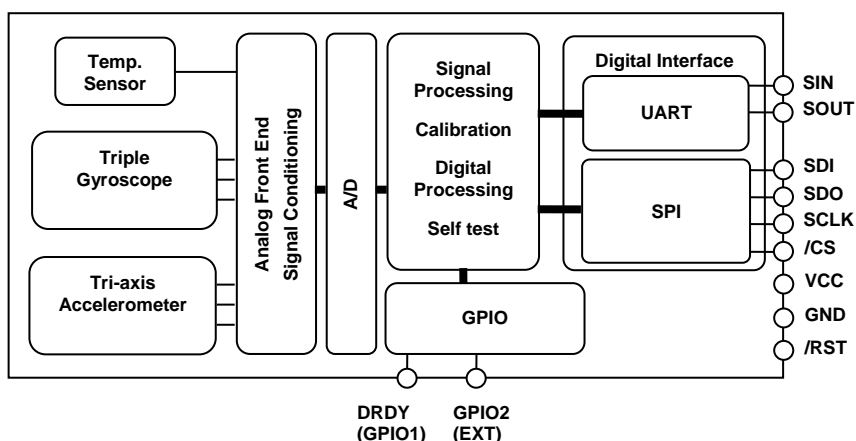 Temp.
Sensor
Triple
Gyroscope
Tri-axis
Accelerometer
Analog Front End
Signal Conditioning
A/D
Signal
Processing
Calibration
Digital
Processing
Self test
GPIO
Digital Interface
UART
SPI
SIN
SOUT
SDI
SDO
SCLK
/CS
VCC
GND
/RST
DRDY
(GPIO1)
GPIO2
(EXT)